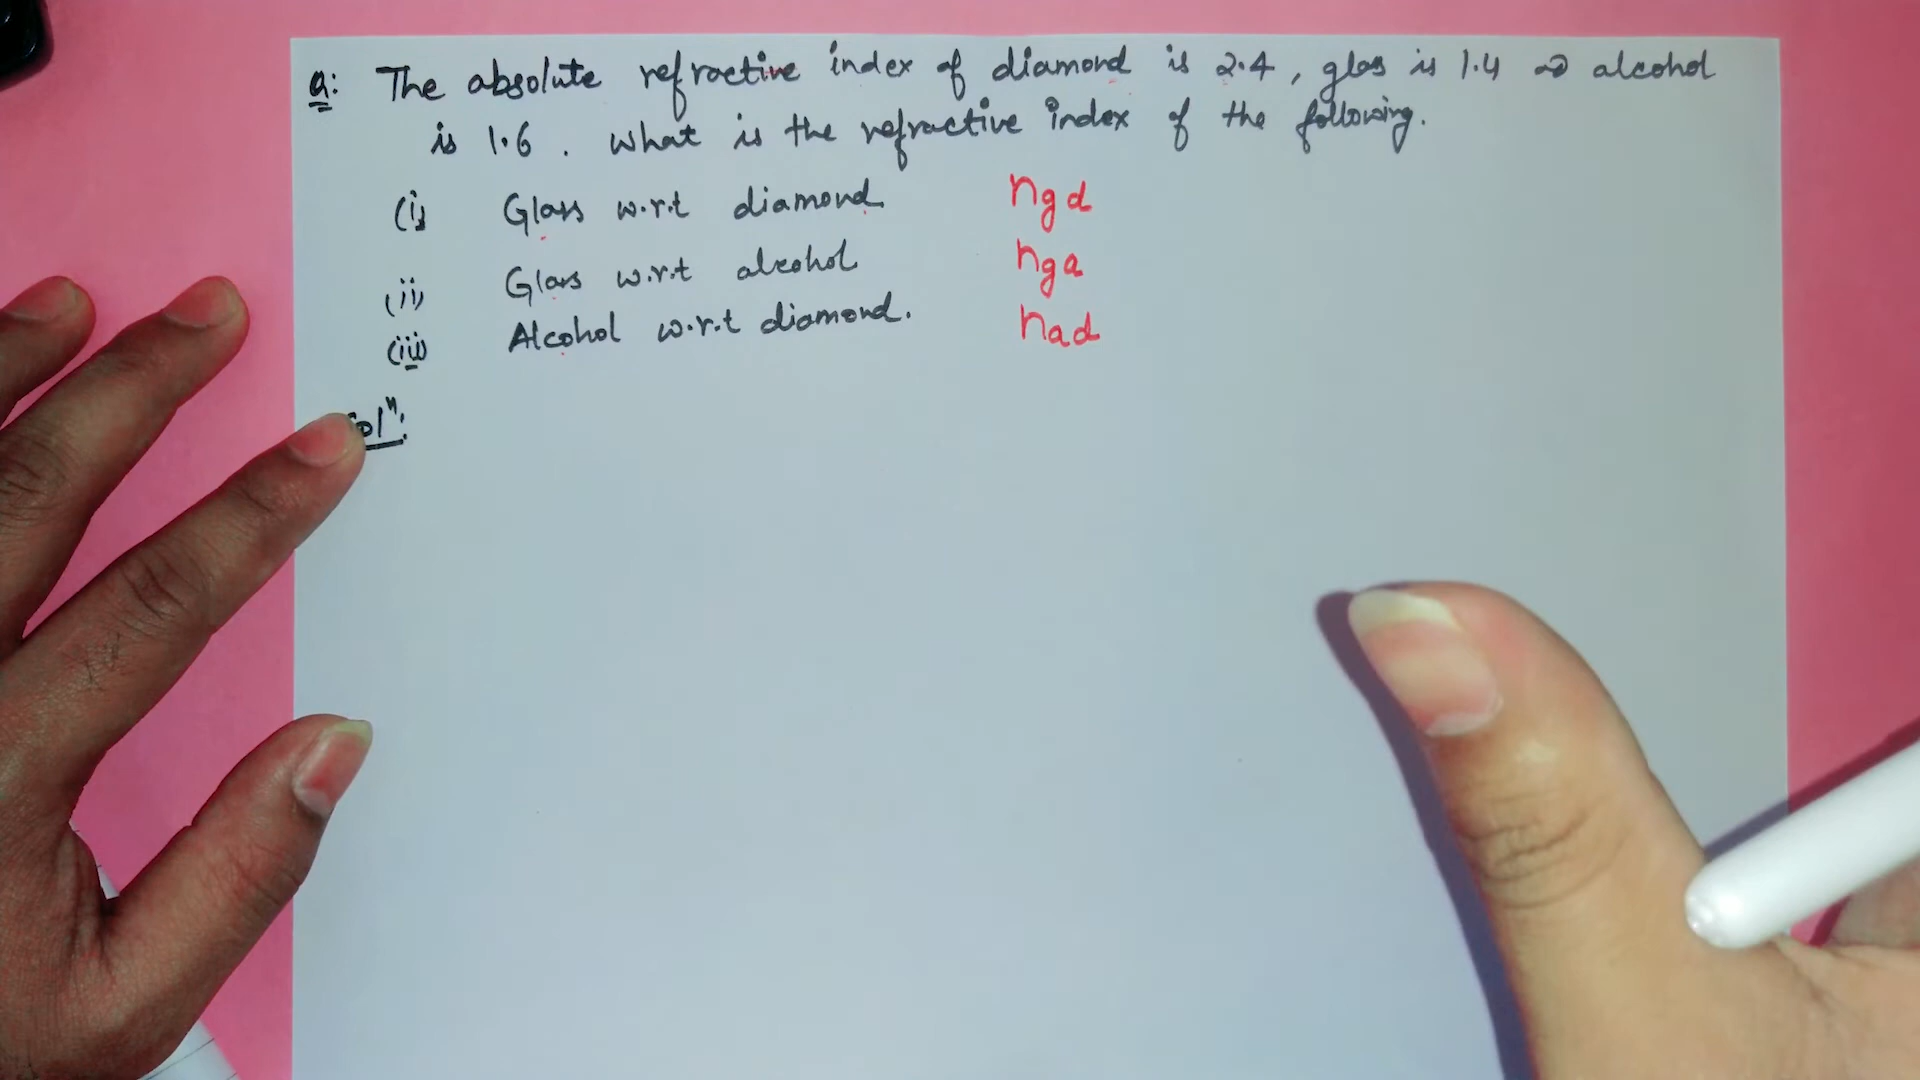 Q: The absolute refractive index of diamond is 2.4, glas is 1.4 & alcohol
is 1.6. What is the refractive index of the following.
(i) Glass w.r.t diamond ngd
(ii) Glass w.r.t alcohol nga
(iii) Alcohol w.r.t diamond. nad
Solⁿ: